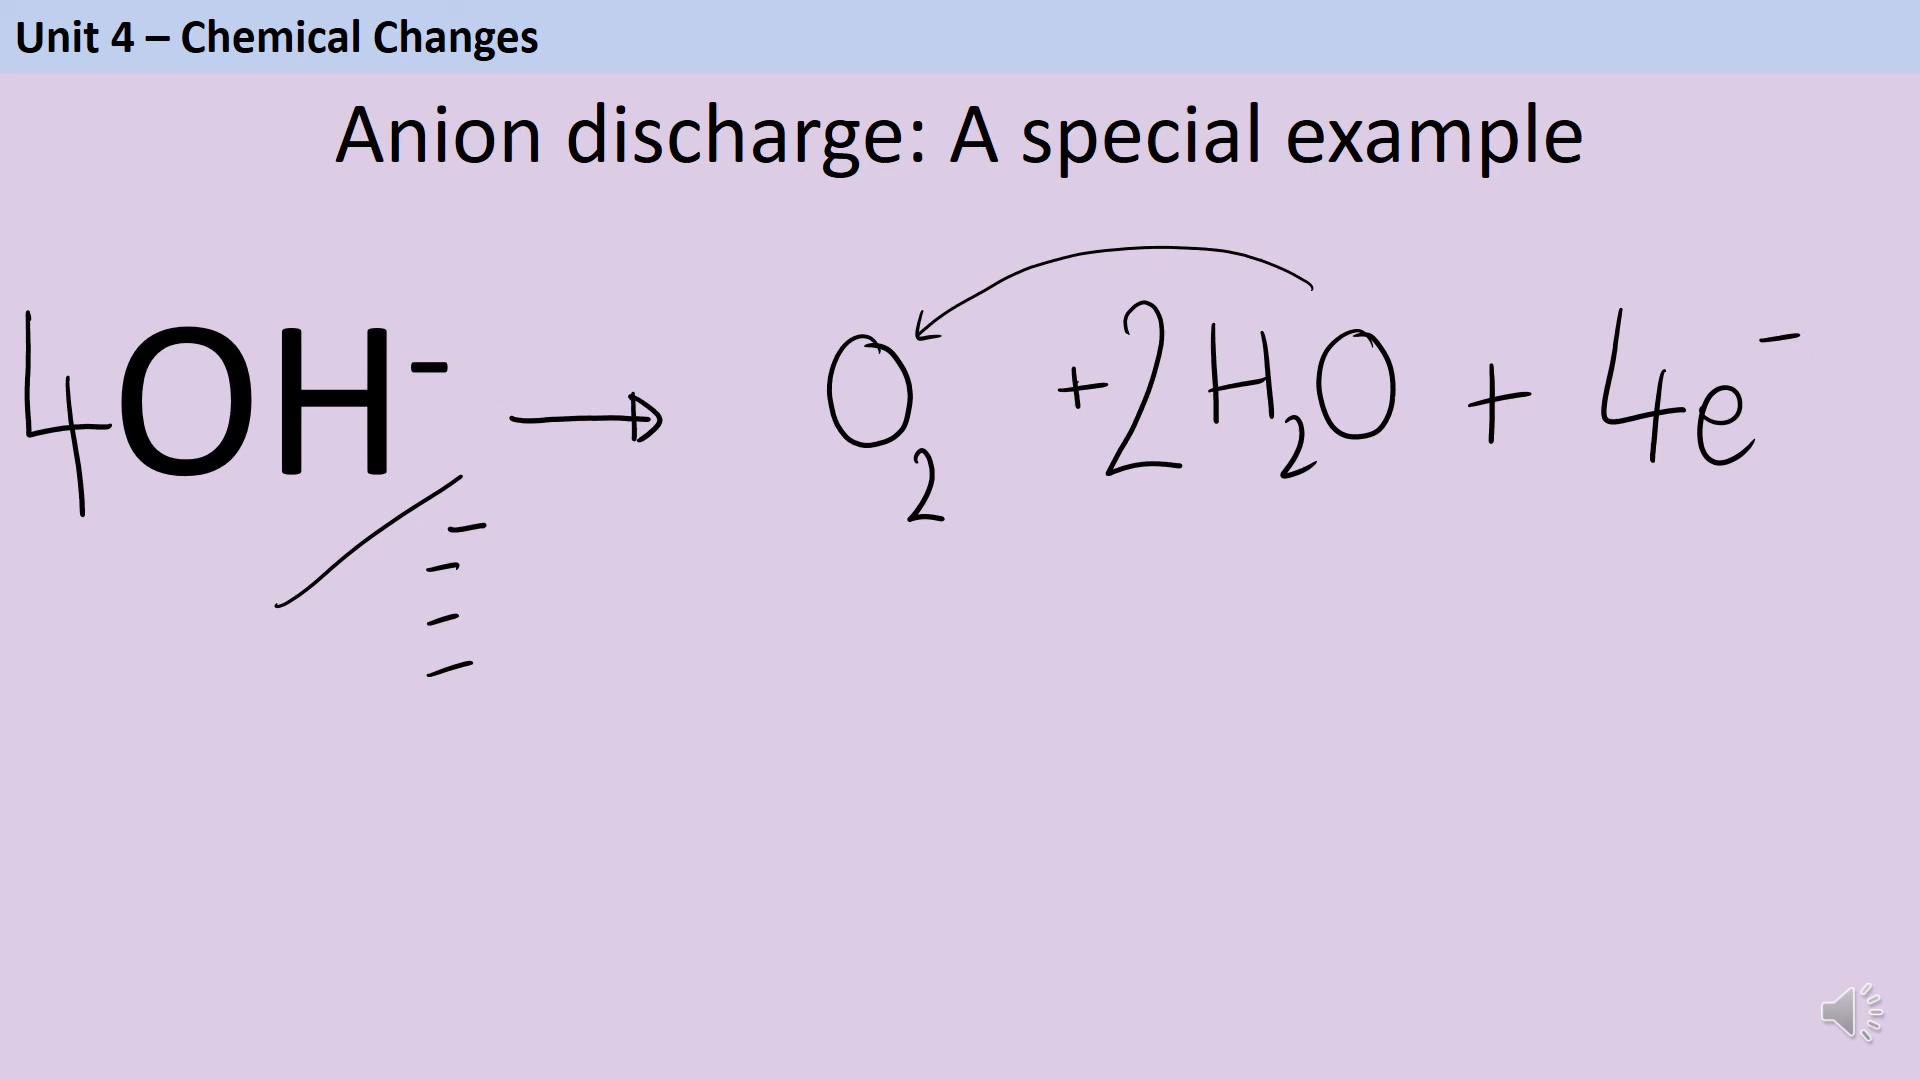 Unit 4 – Chemical Changes
Anion discharge: A special example
4OH⁻ → O₂ + 2H₂O + 4e⁻
-
-
-
-